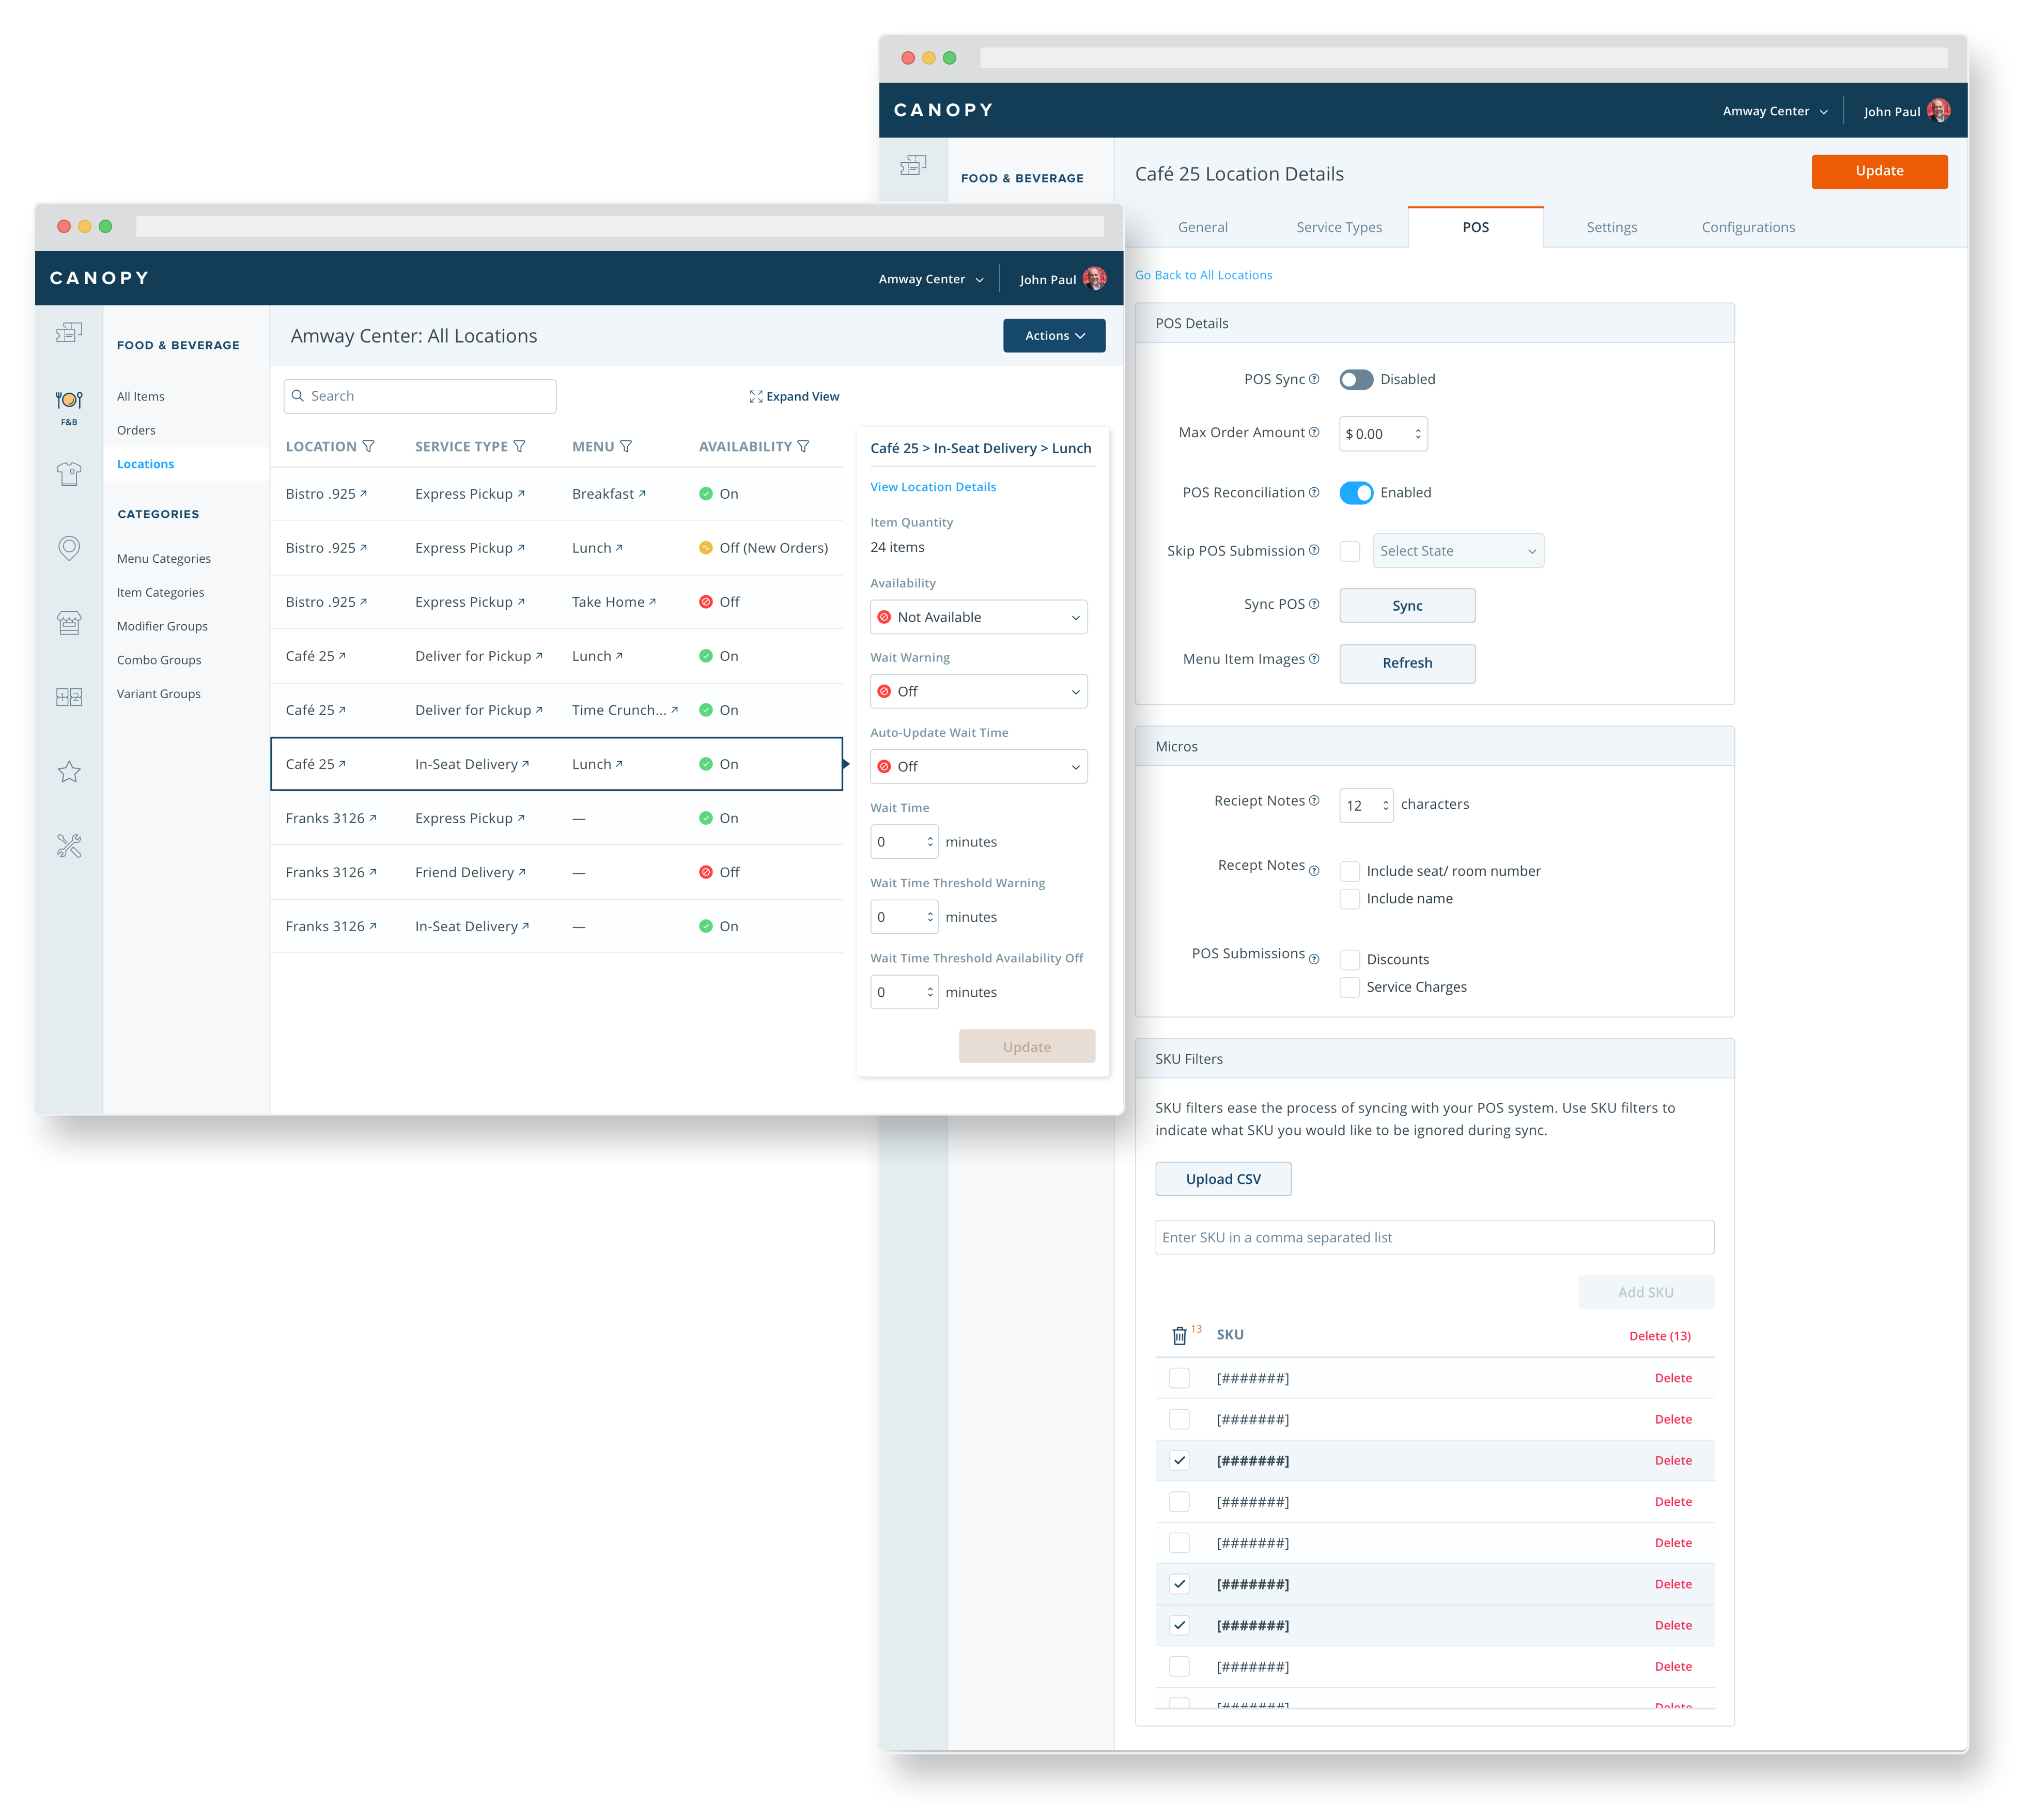 CANOPY
Amway Center
John Paul
FOOD & BEVERAGE
Café 25 Location Details
Update
General
Service Types
POS
Settings
Configurations
Go Back to All Locations
POS Details
POS Sync
Disabled
Max Order Amount
$ 0.00
POS Reconciliation
Enabled
Skip POS Submission
Select State
Sync POS
Sync
Menu Item Images
Refresh
Micros
Reciept Notes
12
characters
Recept Notes
Include seat/ room number
Include name
POS Submissions
Discounts
Service Charges
SKU Filters
SKU filters ease the process of syncing with your POS system. Use SKU filters to
indicate what SKU you would like to be ignored during sync.
Upload CSV
Enter SKU in a comma separated list
Add SKU
13
SKU
Delete (13)
[#######] Delete
[#######] Delete
[#######] Delete
[#######] Delete
[#######] Delete
[#######] Delete
[#######] Delete
[#######] Delete
[#######] Delete
CANOPY
Amway Center
John Paul
F&B
FOOD & BEVERAGE
All Items
Orders
Locations
CATEGORIES
Menu Categories
Item Categories
Modifier Groups
Combo Groups
Variant Groups
Amway Center: All Locations
Actions
Search
Expand View
LOCATION SERVICE TYPE MENU AVAILABILITY
Bistro .925 Express Pickup Breakfast On
Bistro .925 Express Pickup Lunch Off (New Orders)
Bistro .925 Express Pickup Take Home Off
Café 25 Deliver for Pickup Lunch On
Café 25 Deliver for Pickup Time Crunch... On
Café 25 In-Seat Delivery Lunch On
Franks 3126 Express Pickup — On
Franks 3126 Friend Delivery — Off
Franks 3126 In-Seat Delivery — On
Café 25 > In-Seat Delivery > Lunch
View Location Details
Item Quantity
24 items
Availability
Not Available
Wait Warning
Off
Auto-Update Wait Time
Off
Wait Time
0 minutes
Wait Time Threshold Warning
0 minutes
Wait Time Threshold Availability Off
0 minutes
Update